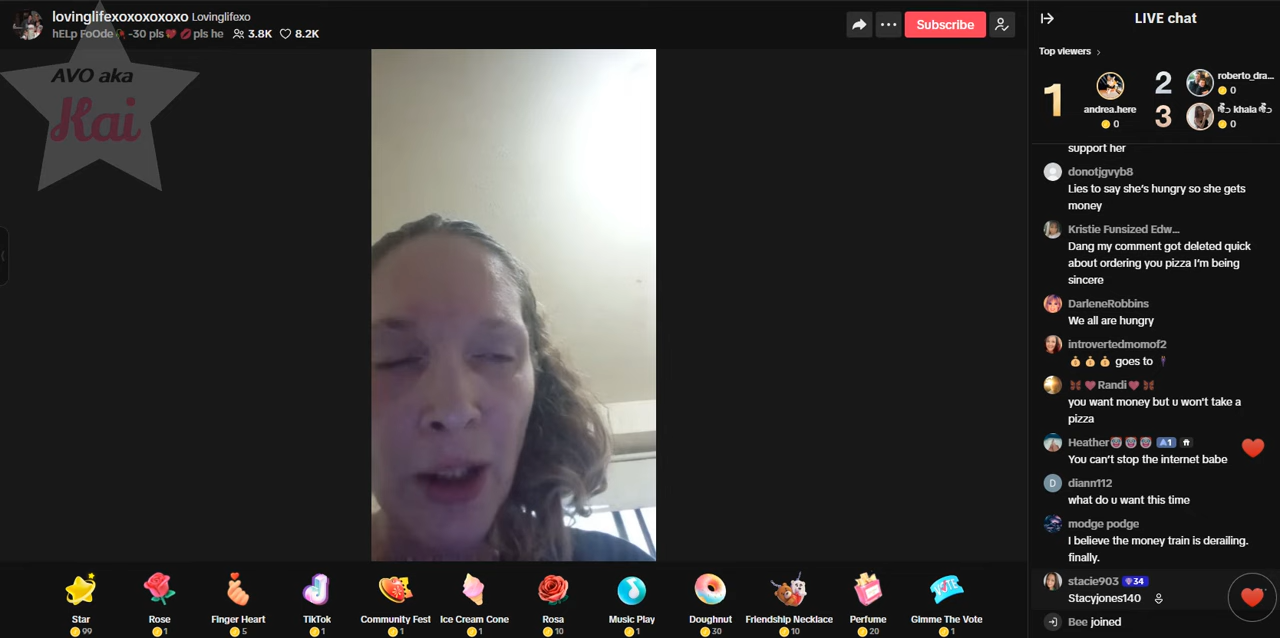 lovinglifexoxoxoxoxo Lovinglifexo
hELp FoOde -30 pls pls he 3.8K 8.2K
Subscribe
AVO aka
Kai
LIVE chat
Top viewers
1
andrea.here
0
2
roberto_dra...
0
3
khala
0
support her
donotjgvyb8
Lies to say she's hungry so she gets
money
Kristie Funsized Edw...
Dang my comment got deleted quick
about ordering you pizza I'm being
sincere
DarleneRobbins
We all are hungry
introvertedmomof2
goes to
Randi
you want money but u won't take a
pizza
Heather A1
You can't stop the internet babe
D
diann112
what do u want this time
modge podge
I believe the money train is derailing.
finally.
stacie903 34
Stacyjones140
Bee joined
Star
99
Rose
1
Finger Heart
5
TikTok
1
Community Fest
1
Ice Cream Cone
1
Rosa
10
Music Play
1
Doughnut
30
Friendship Necklace
10
Perfume
20
VOTE
Gimme The Vote
1